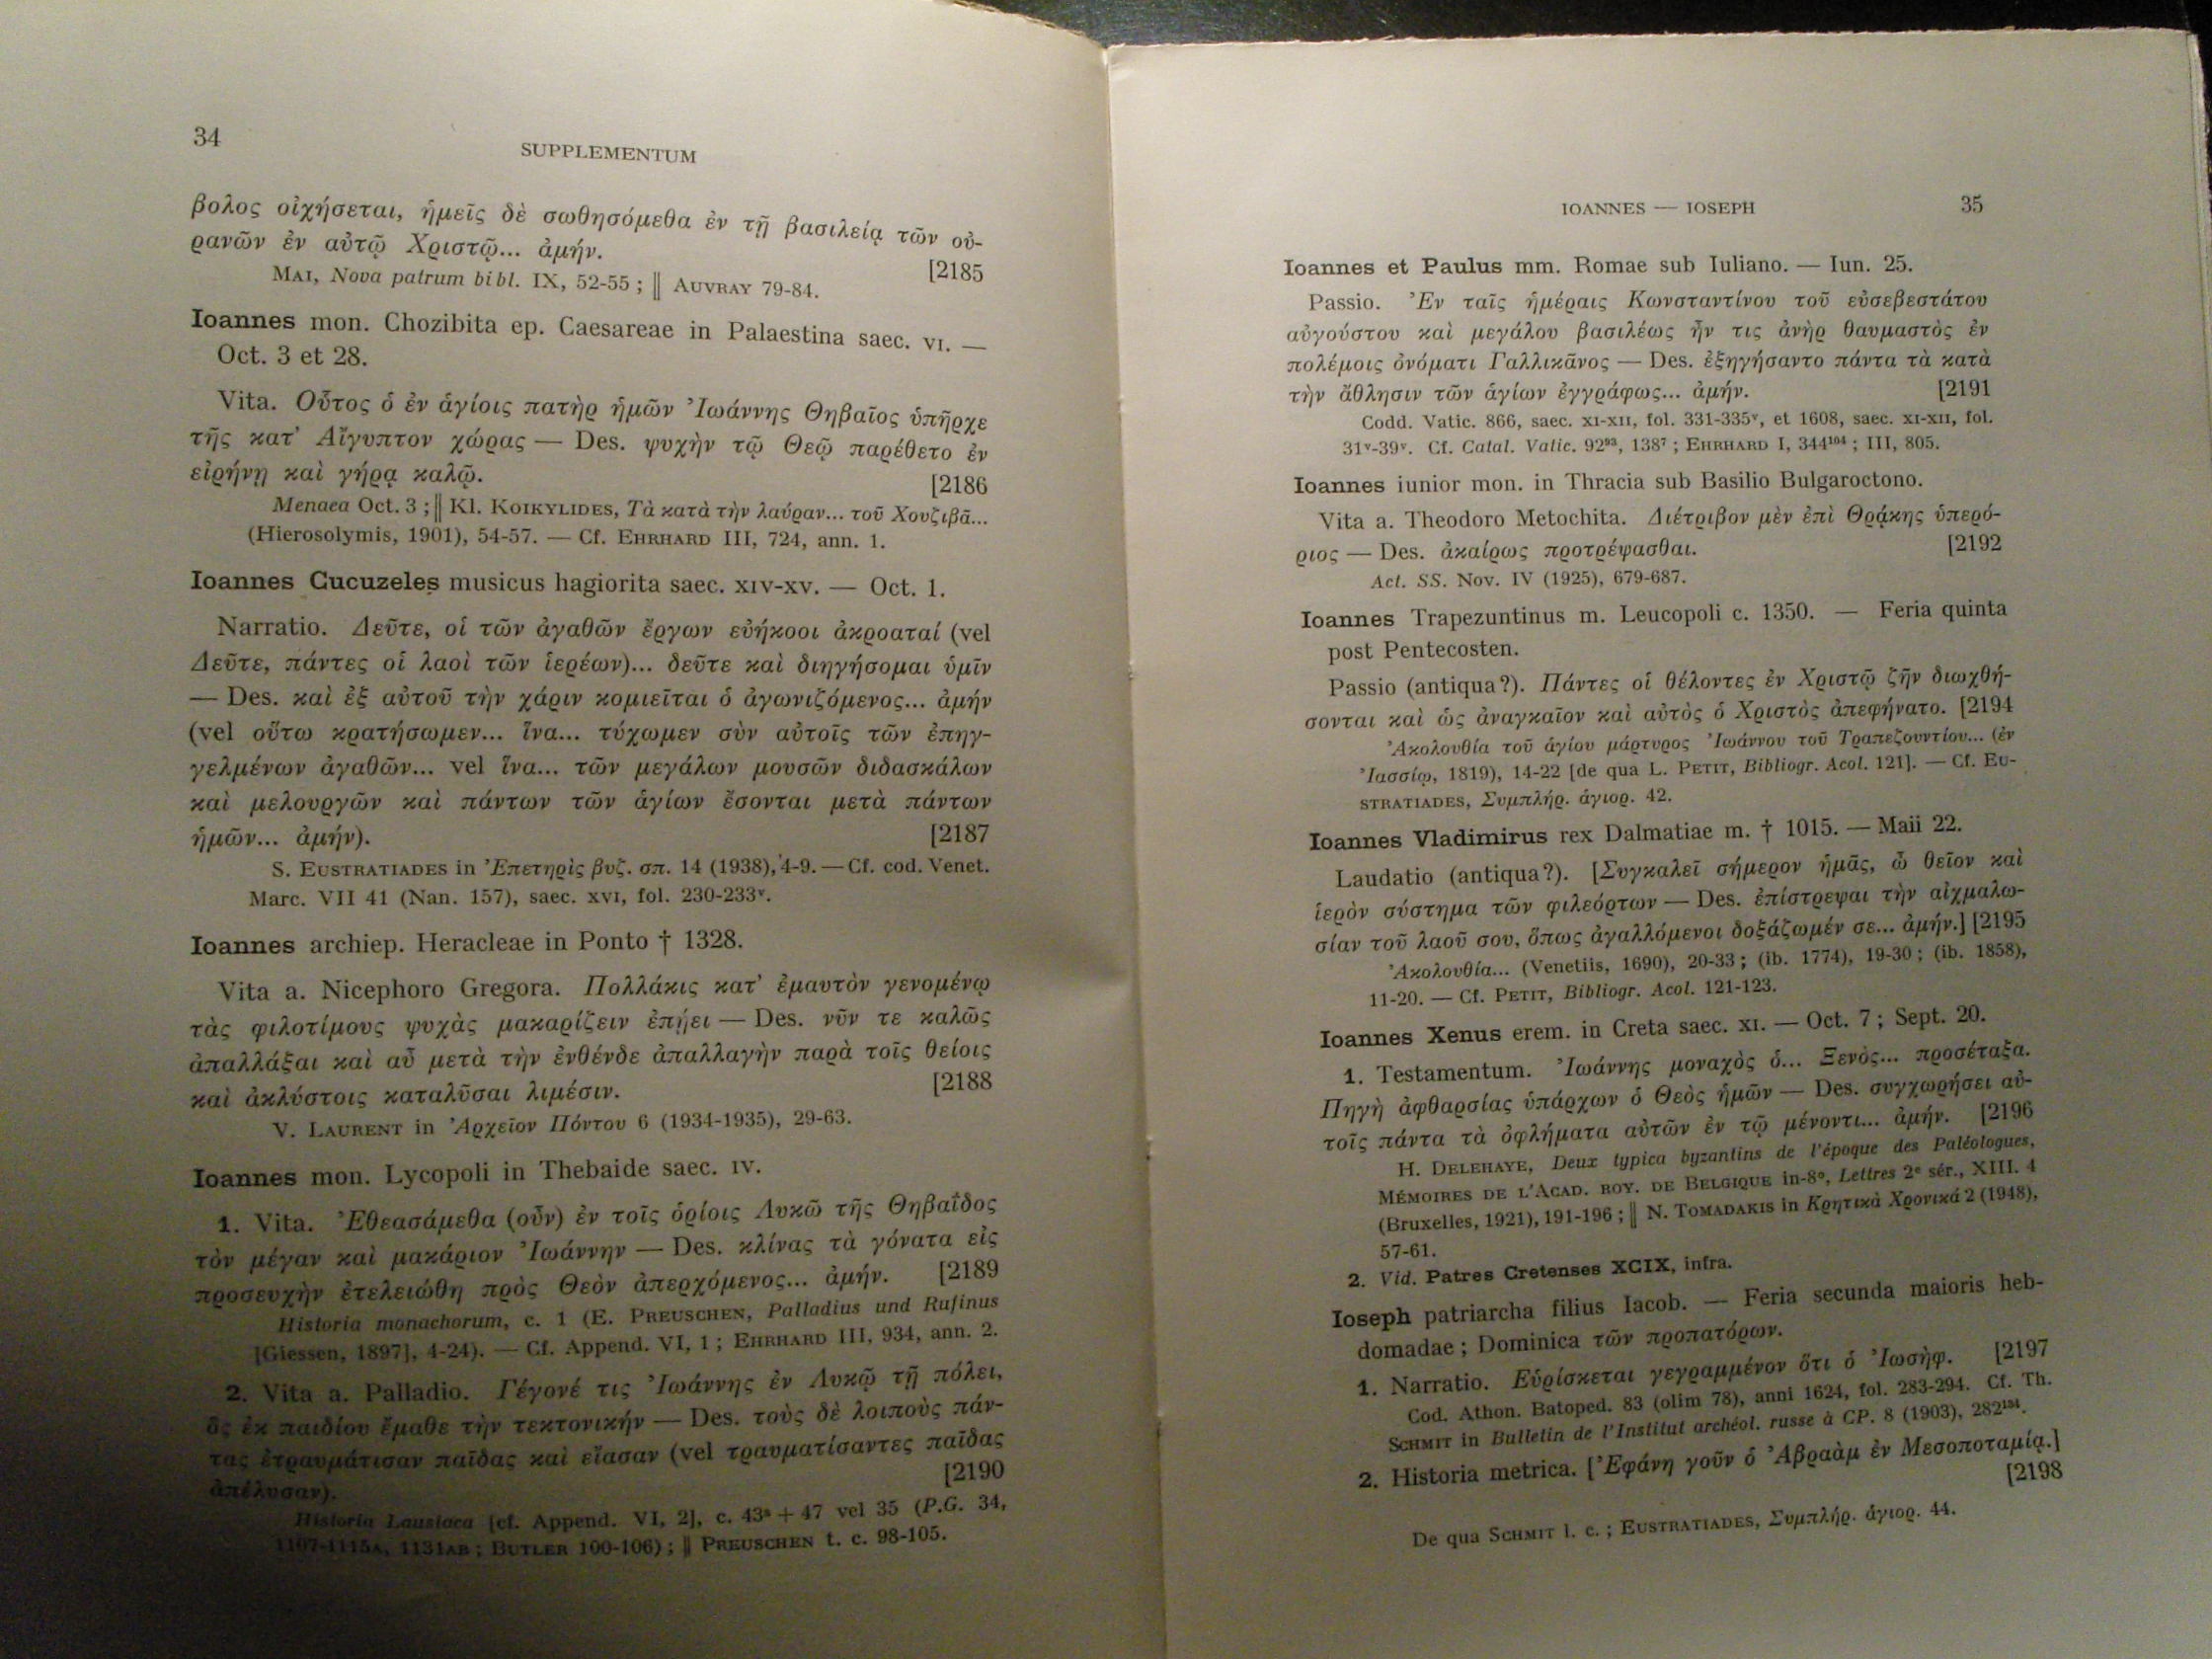 34
SUPPLEMENTUM
βολος οἰχήσεται, ἡμεῖς δὲ σωθησόμεθα ἐν τῇ βασιλείᾳ τῶν οὐ-
ρανῶν ἐν αὐτῷ Χριστῷ... ἀμήν. [2185
MAI, Nova patrum bibl. IX, 52-55 ; || AUVRAY 79-84.
Ioannes mon. Chozibita ep. Caesareae in Palaestina saec. VI. —
Oct. 3 et 28.
Vita. Οὗτος ὁ ἐν ἁγίοις πατὴρ ἡμῶν Ἰωάννης Θηβαῖος ὑπῆρχε
τῆς κατ' Αἴγυπτον χώρας — Des. ψυχὴν τῷ Θεῷ παρέθετο ἐν
εἰρήνῃ καὶ γήρᾳ καλῷ. [2186
Menaea Oct. 3 ; || Kl. KOIKYLIDES, Τὰ κατὰ τὴν λαύραν... τοῦ Χουζιβᾶ...
(Hierosolymis, 1901), 54-57. — Cf. EHRHARD III, 724, ann. 1.
Ioannes Cucuzeles musicus hagiorita saec. XIV-XV. — Oct. 1.
Narratio. Δεῦτε, οἱ τῶν ἀγαθῶν ἔργων εὐήκοοι ἀκροαταί (vel
Δεῦτε, πάντες οἱ λαοὶ τῶν ἱερέων)... δεῦτε καὶ διηγήσομαι ὑμῖν
— Des. καὶ ἐξ αὐτοῦ τὴν χάριν κομιεῖται ὁ ἀγωνιζόμενος... ἀμήν
(vel οὕτω κρατήσωμεν... ἵνα... τύχωμεν σὺν αὐτοῖς τῶν ἐπηγ-
γελμένων ἀγαθῶν... vel ἵνα... τῶν μεγάλων μουσῶν διδασκάλων
καὶ μελουργῶν καὶ πάντων τῶν ἁγίων ἔσονται μετὰ πάντων
ἡμῶν... ἀμήν). [2187
S. EUSTRATIADES in Ἐπετηρὶς βυζ. σπ. 14 (1938), 4-9. — Cf. cod. Venet.
Marc. VII 41 (Nan. 157), saec. XVI, fol. 230-233ᵛ.
Ioannes archiep. Heracleae in Ponto † 1328.
Vita a. Nicephoro Gregora. Πολλάκις κατ' ἐμαυτὸν γενομένῳ
τὰς φιλοτίμους ψυχὰς μακαρίζειν ἐπῄει — Des. νῦν τε καλῶς
ἀπαλλάξαι καὶ αὖ μετὰ τὴν ἐνθένδε ἀπαλλαγὴν παρὰ τοῖς θείοις
καὶ ἀκλύστοις καταλῦσαι λιμέσιν. [2188
V. LAURENT in Ἀρχεῖον Πόντου 6 (1934-1935), 29-63.
Ioannes mon. Lycopoli in Thebaide saec. IV.
1. Vita. Ἐθεασάμεθα (οὖν) ἐν τοῖς ὁρίοις Λυκῶ τῆς Θηβαΐδος
τὸν μέγαν καὶ μακάριον Ἰωάννην — Des. κλίνας τὰ γόνατα εἰς
προσευχὴν ἐτελειώθη πρὸς Θεὸν ἀπερχόμενος... ἀμήν. [2189
Historia monachorum, c. 1 (E. PREUSCHEN, Palladius und Rufinus
[Giessen, 1897], 4-24). — Cf. Append. VI, 1 ; EHRHARD III, 934, ann. 2.
2. Vita a. Palladio. Γέγονέ τις Ἰωάννης ἐν Λυκῷ τῇ πόλει,
ὃς ἐκ παιδίου ἔμαθε τὴν τεκτονικήν — Des. τοὺς δὲ λοιποὺς πάν-
τας ἐτραυμάτισαν παῖδας καὶ εἴασαν (vel τραυματίσαντες παῖδας
ἀπέλυσαν). [2190
Historia Lausiaca [cf. Append. VI, 2], c. 43ᵃ + 47 vel 35 (P.G. 34,
1107-1115A, 1131AB ; BUTLER 100-106) ; || PREUSCHEN t. c. 98-105.
IOANNES — IOSEPH
35
Ioannes et Paulus mm. Romae sub Iuliano. — Iun. 25.
Passio. Ἐν ταῖς ἡμέραις Κωνσταντίνου τοῦ εὐσεβεστάτου
αὐγούστου καὶ μεγάλου βασιλέως ἦν τις ἀνὴρ θαυμαστὸς ἐν
πολέμοις ὀνόματι Γαλλικᾶνος — Des. ἐξηγήσαντο πάντα τὰ κατὰ
τὴν ἄθλησιν τῶν ἁγίων ἐγγράφως... ἀμήν. [2191
Codd. Vatic. 866, saec. XI-XII, fol. 331-335ᵛ, et 1608, saec. XI-XII, fol.
31ᵛ-39ᵛ. Cf. Catal. Vatic. 92⁹³, 138⁷ ; EHRHARD I, 344¹⁰⁴ ; III, 805.
Ioannes iunior mon. in Thracia sub Basilio Bulgaroctono.
Vita a. Theodoro Metochita. Διέτριβον μὲν ἐπὶ Θρᾴκης ὑπερό-
ριος — Des. ἀκαίρως προτρέψασθαι. [2192
Act. SS. Nov. IV (1925), 679-687.
Ioannes Trapezuntinus m. Leucopoli c. 1350. — Feria quinta
post Pentecosten.
Passio (antiqua?). Πάντες οἱ θέλοντες ἐν Χριστῷ ζῆν διωχθή-
σονται καὶ ὡς ἀναγκαῖον καὶ αὐτὸς ὁ Χριστὸς ἀπεφήνατο. [2194
Ἀκολουθία τοῦ ἁγίου μάρτυρος Ἰωάννου τοῦ Τραπεζουντίου... (ἐν
Ἰασσίῳ, 1819), 14-22 [de qua L. PETIT, Bibliogr. Acol. 121]. — Cf. EU-
STRATIADES, Συμπλήρ. ἁγιορ. 42.
Ioannes Vladimirus rex Dalmatiae m. † 1015. — Maii 22.
Laudatio (antiqua?). [Συγκαλεῖ σήμερον ἡμᾶς, ὦ θεῖον καὶ
ἱερὸν σύστημα τῶν φιλεόρτων — Des. ἐπίστρεψαι τὴν αἰχμαλω-
σίαν τοῦ λαοῦ σου, ὅπως ἀγαλλόμενοι δοξάζωμέν σε... ἀμήν.] [2195
Ἀκολουθία... (Venetiis, 1690), 20-33 ; (ib. 1774), 19-30 ; (ib. 1858),
11-20. — Cf. PETIT, Bibliogr. Acol. 121-123.
Ioannes Xenus erem. in Creta saec. XI. — Oct. 7 ; Sept. 20.
1. Testamentum. Ἰωάννης μοναχὸς ὁ... Ξενὸς... προσέταξα.
Πηγὴ ἀφθαρσίας ὑπάρχων ὁ Θεὸς ἡμῶν — Des. συγχωρήσει αὐ-
τοῖς πάντα τὰ ὀφλήματα αὐτῶν ἐν τῷ μένοντι... ἀμήν. [2196
H. DELEHAYE, Deux typica byzantins de l'époque des Paléologues,
MÉMOIRES DE L'ACAD. ROY. DE BELGIQUE in-8º, Lettres 2ᵉ sér., XIII. 4
(Bruxelles, 1921), 191-196 ; || N. TOMADAKIS in Κρητικὰ Χρονικά 2 (1948),
57-61.
2. Vid. Patres Cretenses XCIX, infra.
Ioseph patriarcha filius Iacob. — Feria secunda maioris heb-
domadae ; Dominica τῶν προπατόρων.
1. Narratio. Εὑρίσκεται γεγραμμένον ὅτι ὁ Ἰωσὴφ. [2197
Cod. Athon. Batoped. 83 (olim 78), anni 1624, fol. 283-294. Cf. Th.
SCHMIT in Bulletin de l'Institut archéol. russe à CP. 8 (1903), 282¹⁸⁴.
2. Historia metrica. [Ἐφάνη γοῦν ὁ Ἀβραὰμ ἐν Μεσοποταμίᾳ.]
[2198
De qua SCHMIT l. c. ; EUSTRATIADES, Συμπλήρ. ἁγιορ. 44.